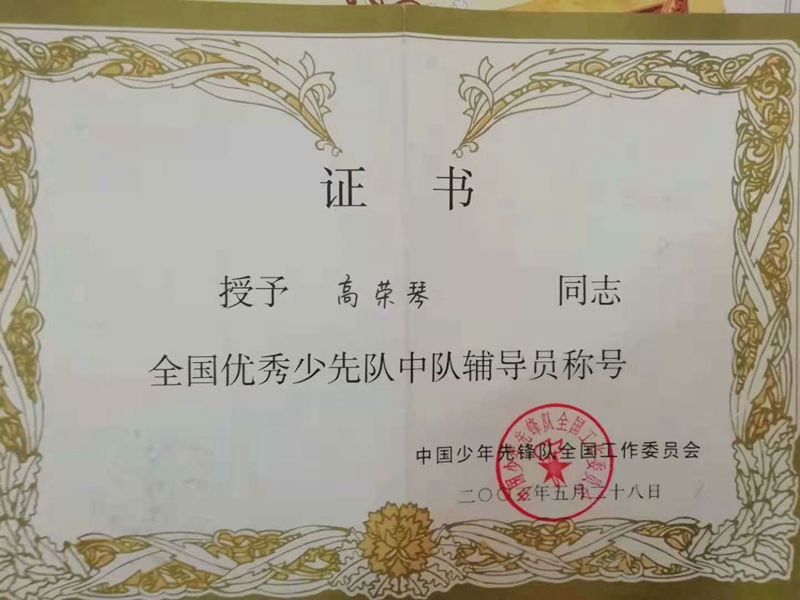 证 书
授予 高荣琴 同志
全国优秀少先队中队辅导员称号
中国少年先锋队全国工作委员会
五月二十八日